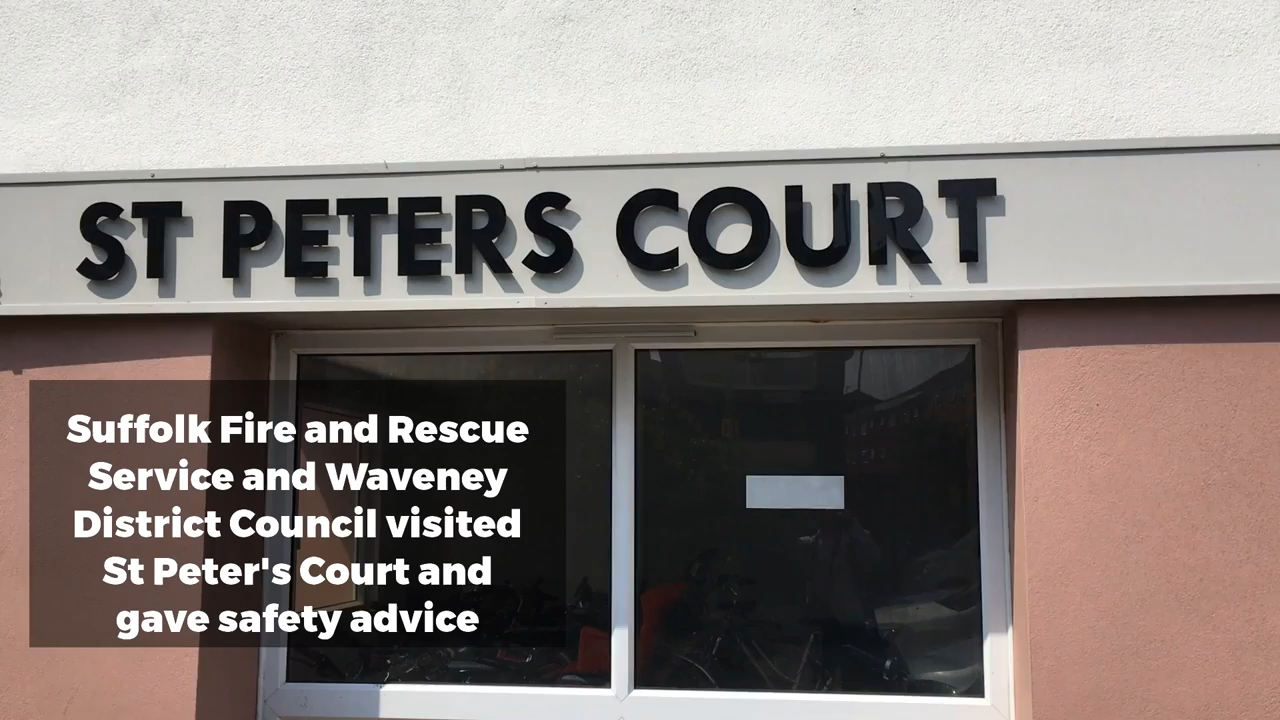 ST PETERS COURT
Suffolk Fire and Rescue
Service and Waveney
District Council visited
St Peter's Court and
gave safety advice